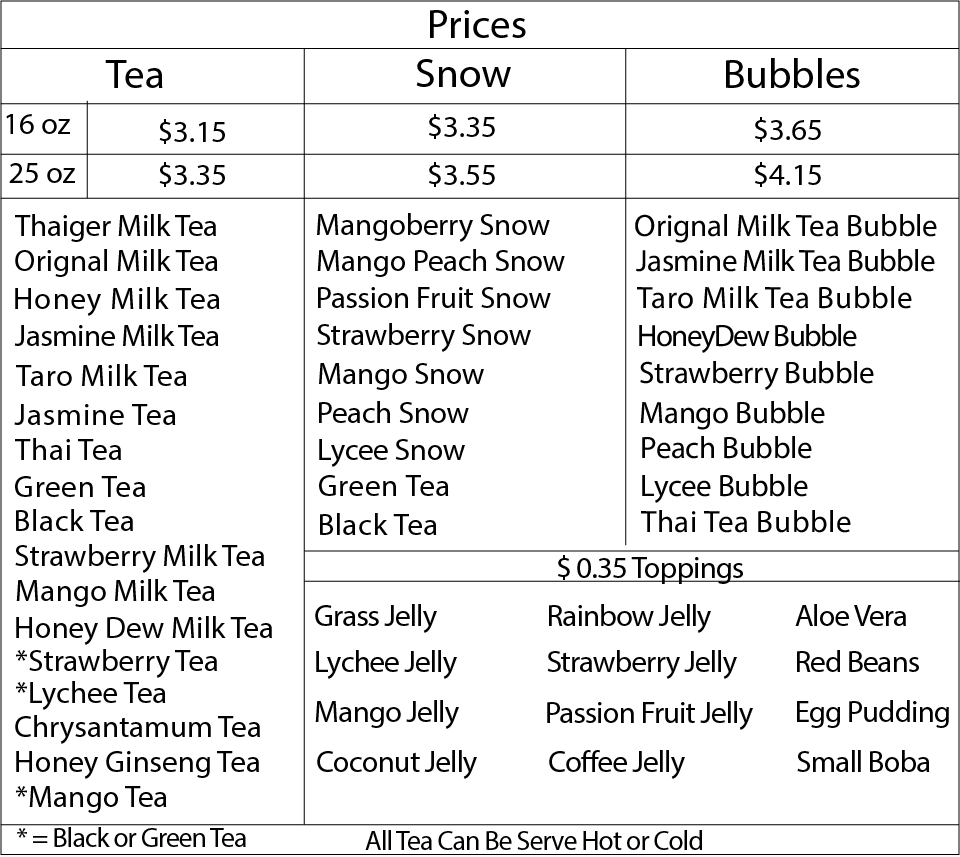 Prices
Tea Snow Bubbles
16 oz $3.15 $3.35 $3.65
25 oz $3.35 $3.55 $4.15
Thaiger Milk Tea
Orignal Milk Tea
Honey Milk Tea
Jasmine Milk Tea
Taro Milk Tea
Jasmine Tea
Thai Tea
Green Tea
Black Tea
Strawberry Milk Tea
Mango Milk Tea
Honey Dew Milk Tea
*Strawberry Tea
*Lychee Tea
Chrysantamum Tea
Honey Ginseng Tea
*Mango Tea
Mangoberry Snow
Mango Peach Snow
Passion Fruit Snow
Strawberry Snow
Mango Snow
Peach Snow
Lycee Snow
Green Tea
Black Tea
Orignal Milk Tea Bubble
Jasmine Milk Tea Bubble
Taro Milk Tea Bubble
HoneyDew Bubble
Strawberry Bubble
Mango Bubble
Peach Bubble
Lycee Bubble
Thai Tea Bubble
$ 0.35 Toppings
Grass Jelly Rainbow Jelly Aloe Vera
Lychee Jelly Strawberry Jelly Red Beans
Mango Jelly Passion Fruit Jelly Egg Pudding
Coconut Jelly Coffee Jelly Small Boba
* = Black or Green Tea All Tea Can Be Serve Hot or Cold